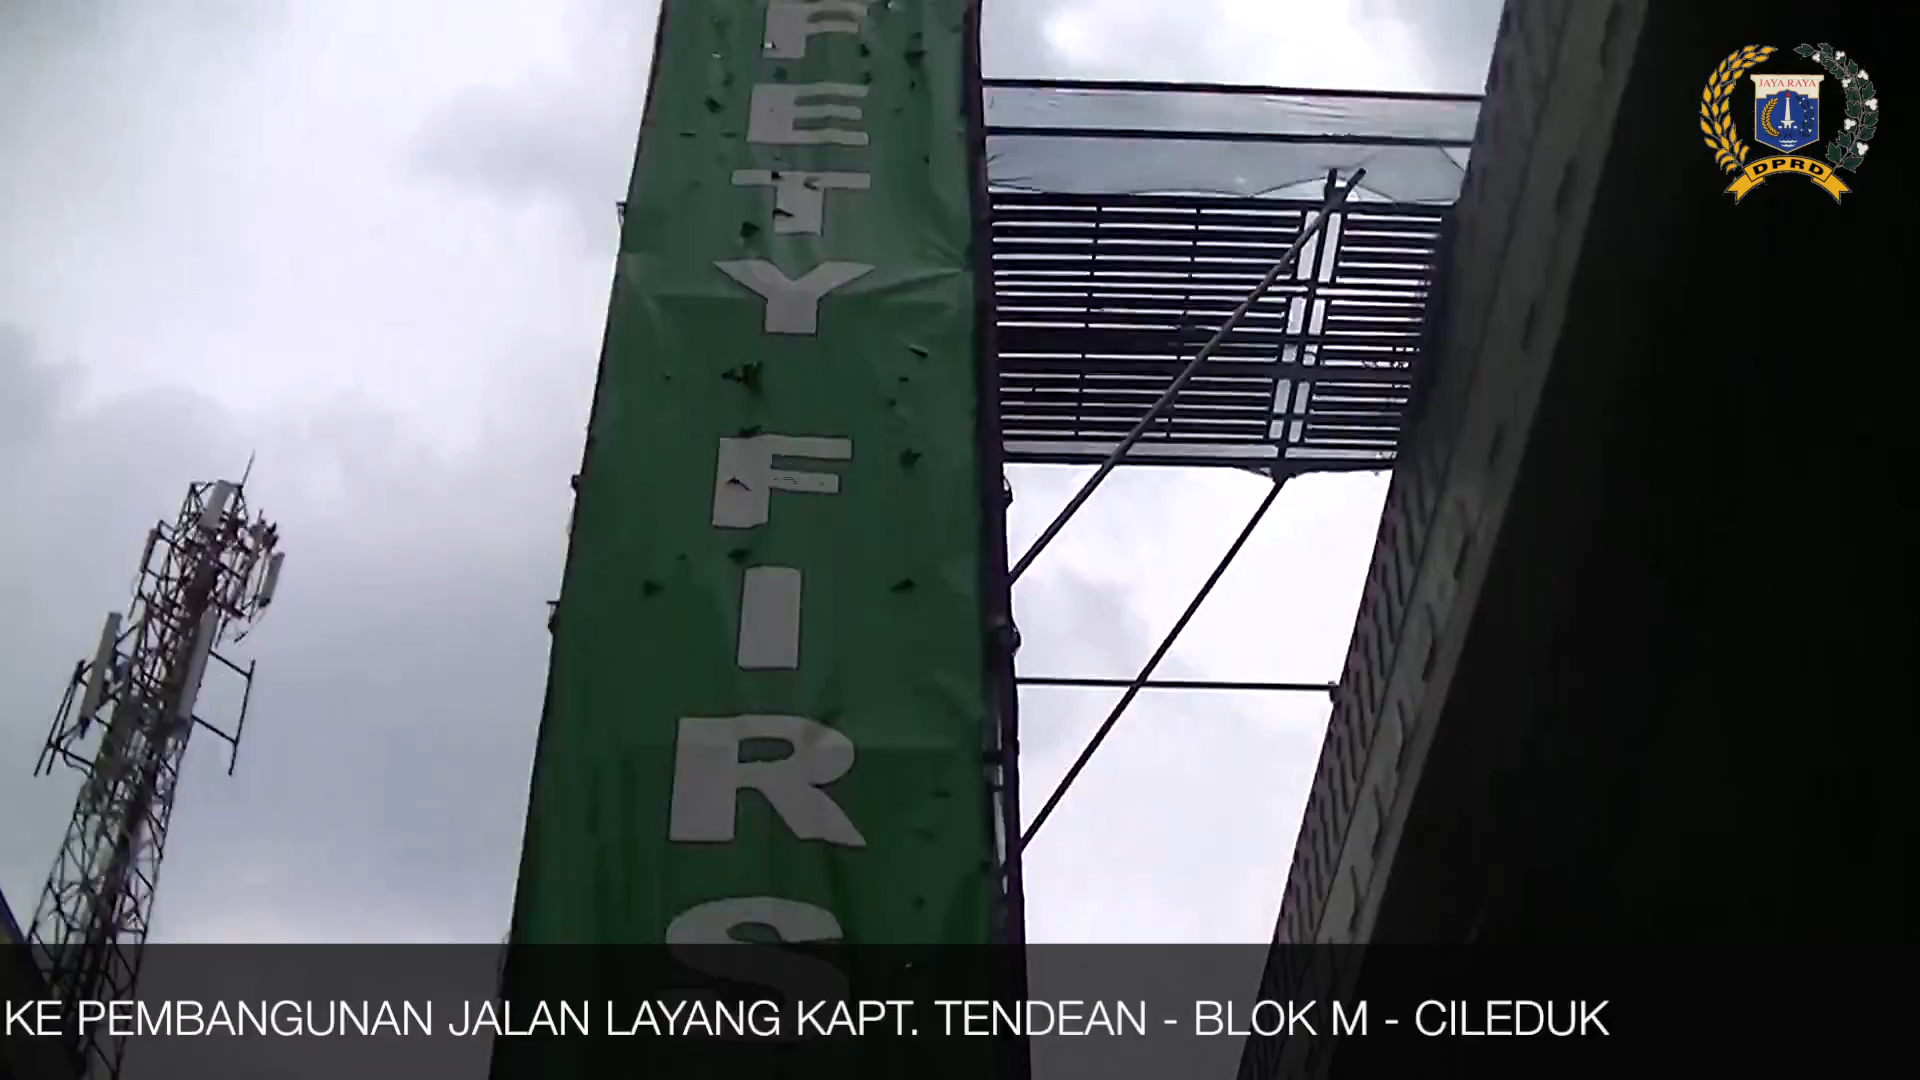 JAYA RAYA
DPRD
FETY FIRS
KE PEMBANGUNAN JALAN LAYANG KAPT. TENDEAN - BLOK M - CILEDUK